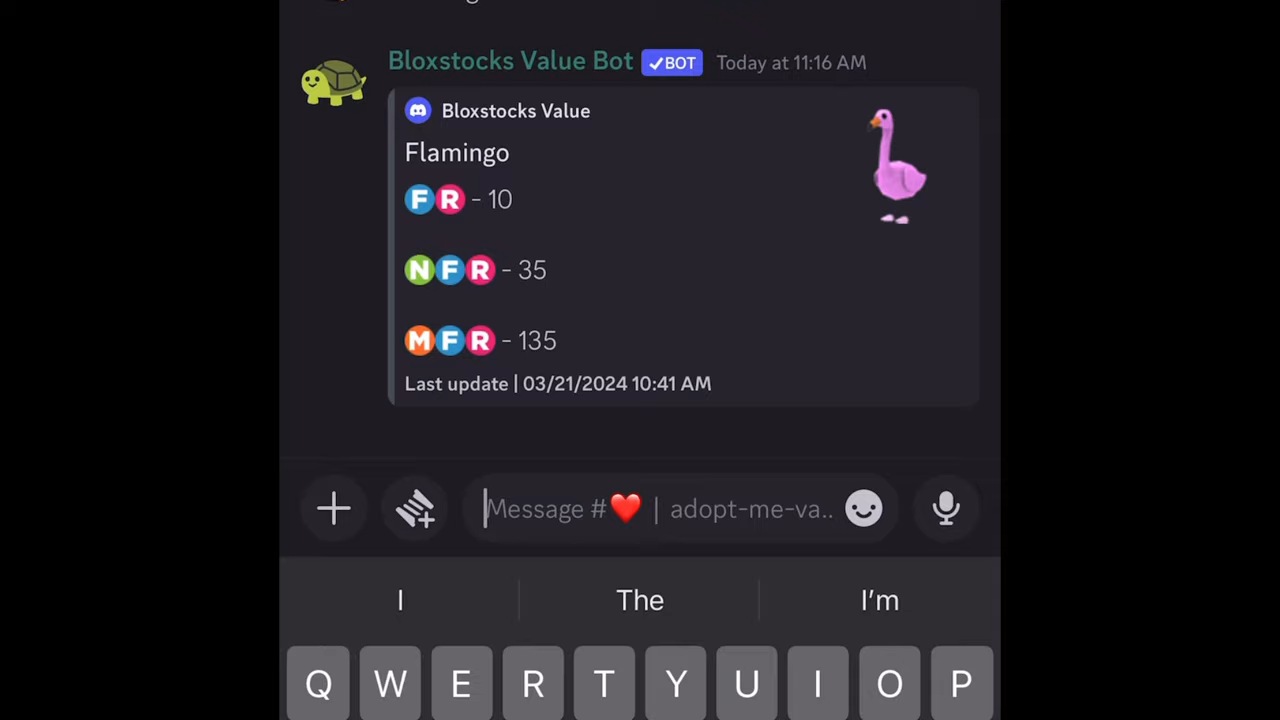 Bloxstocks Value Bot ✓BOT Today at 11:16 AM
Bloxstocks Value
Flamingo
F R - 10
N F R - 35
M F R - 135
Last update | 03/21/2024 10:41 AM
Message #❤️ | adopt-me-va..
I The I’m
Q W E R T Y U I O P